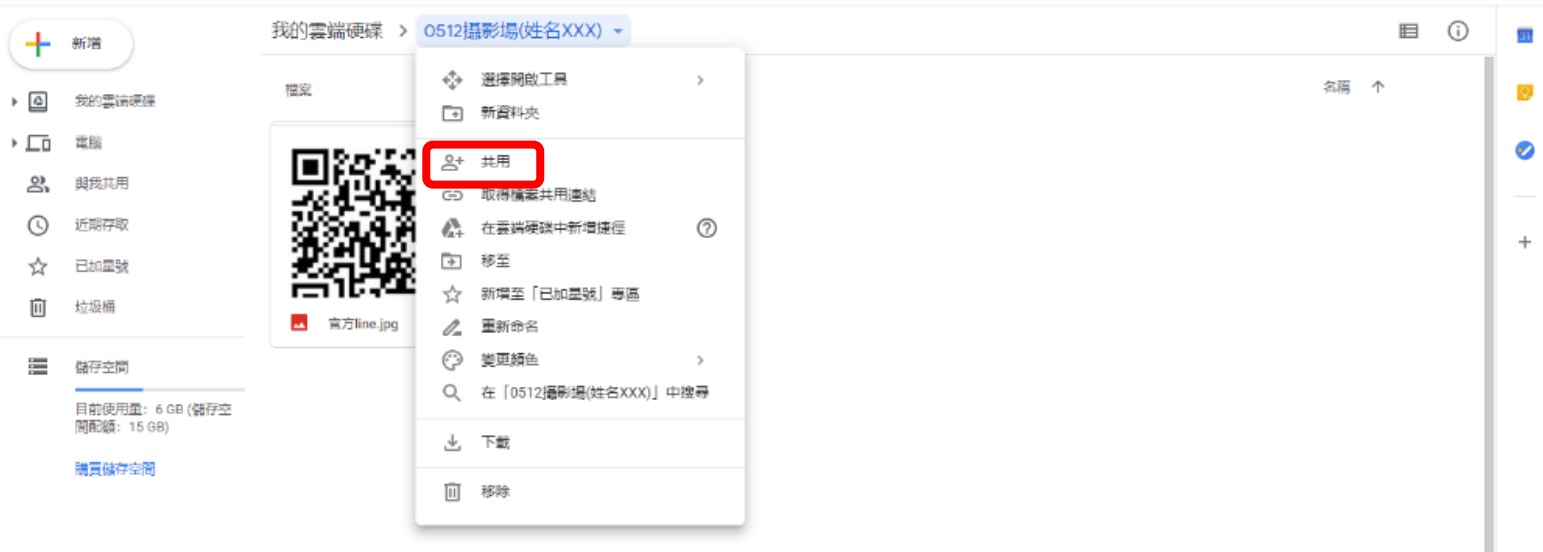 新增
我的雲端硬碟
電腦
與我共用
近期存取
已加星號
垃圾桶
儲存空間
目前使用量：6 GB (儲存空
間配額：15 GB)
購買儲存空間
我的雲端硬碟 > 0512攝影場(姓名XXX)
檔案
名稱
官方line.jpg
選擇開啟工具
新資料夾
共用
取得檔案共用連結
在雲端硬碟中新增捷徑
移至
新增至「已加星號」專區
重新命名
變更顏色
在「0512攝影場(姓名XXX)」中搜尋
下載
移除
31